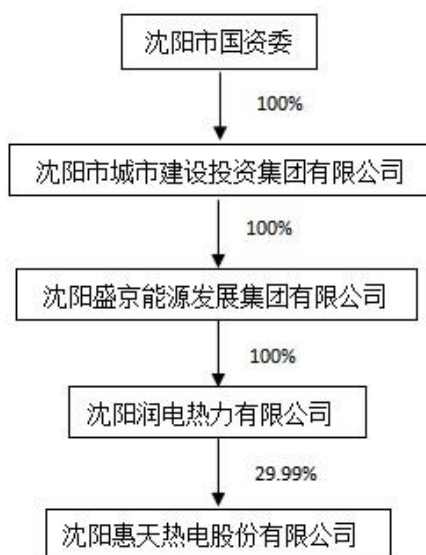 沈阳市国资委
100%
沈阳市城市建设投资集团有限公司
100%
沈阳盛京能源发展集团有限公司
100%
沈阳润电热力有限公司
29.99%
沈阳惠天热电股份有限公司